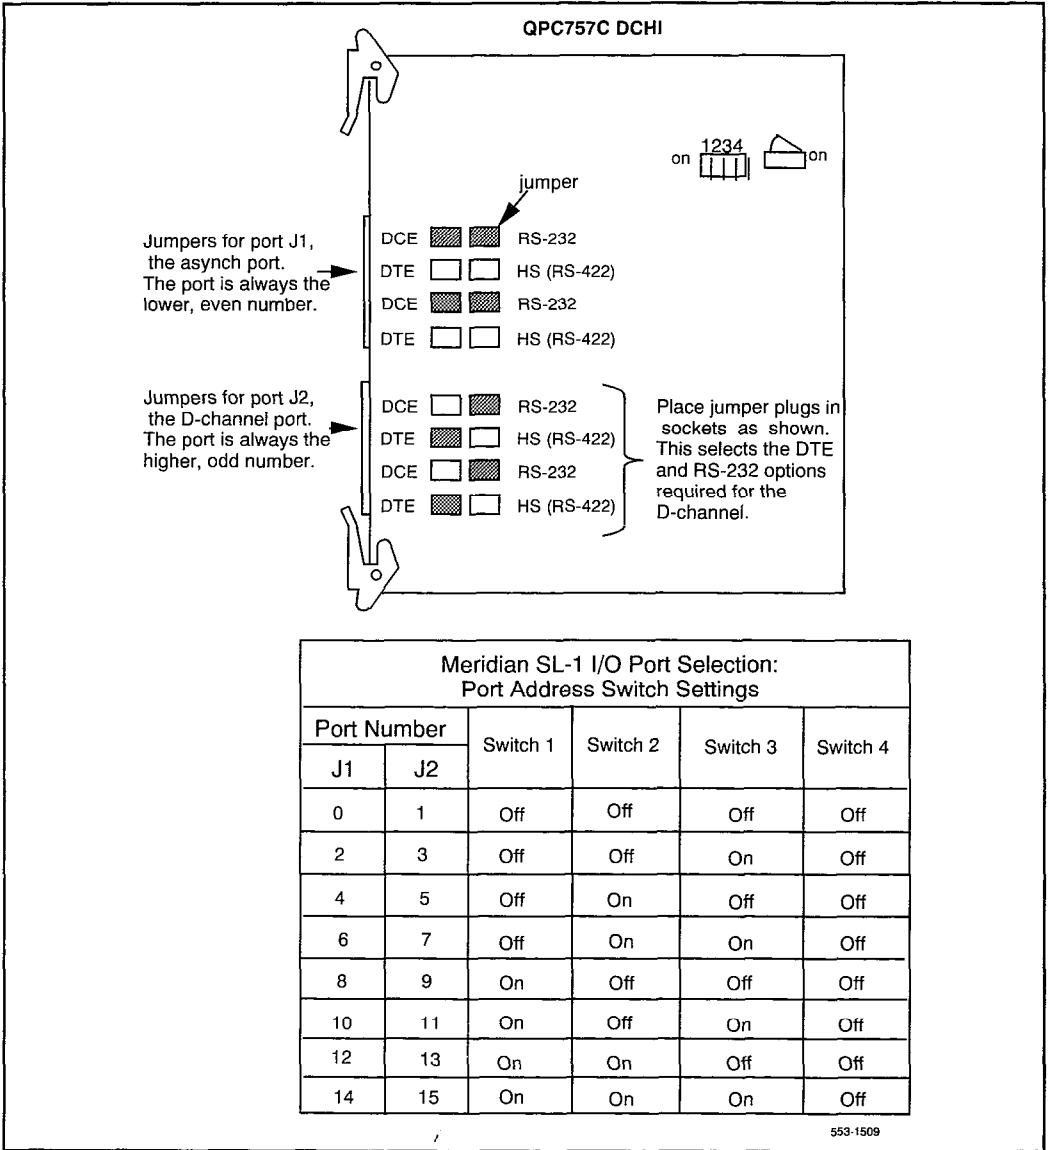 QPC757C DCHI
on 1234 on
jumper
Jumpers for port J1,
the asynch port.
The port is always the
lower, even number.
DCE RS-232
DTE HS (RS-422)
DCE RS-232
DTE HS (RS-422)
Jumpers for port J2,
the D-channel port.
The port is always the
higher, odd number.
DCE RS-232
DTE HS (RS-422)
DCE RS-232
DTE HS (RS-422)
Place jumper plugs in
sockets as shown.
This selects the DTE
and RS-232 options
required for the
D-channel.
Meridian SL-1 I/O Port Selection:
Port Address Switch Settings
Port Number Switch 1 Switch 2 Switch 3 Switch 4
J1 J2
0 1 Off Off Off Off
2 3 Off Off On Off
4 5 Off On Off Off
6 7 Off On On Off
8 9 On Off Off Off
10 11 On Off On Off
12 13 On On Off Off
14 15 On On On Off
553-1509